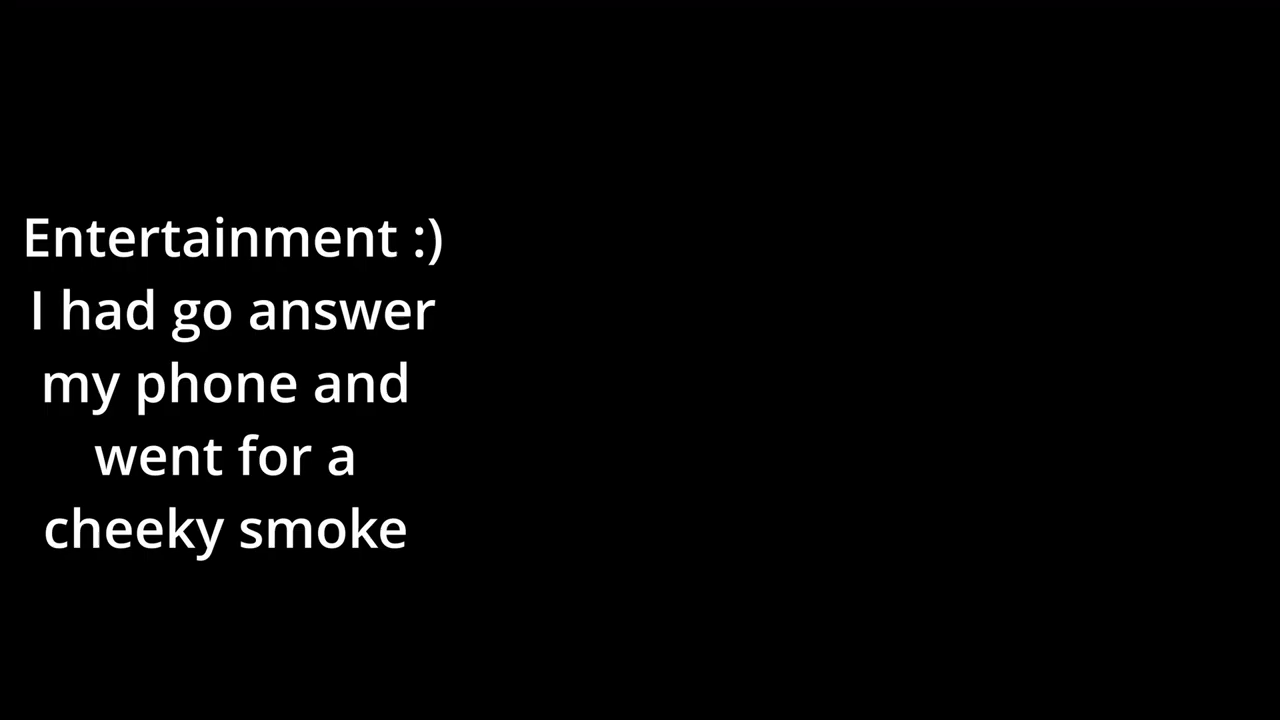 Entertainment :)
I had go answer
my phone and
went for a
cheeky smoke